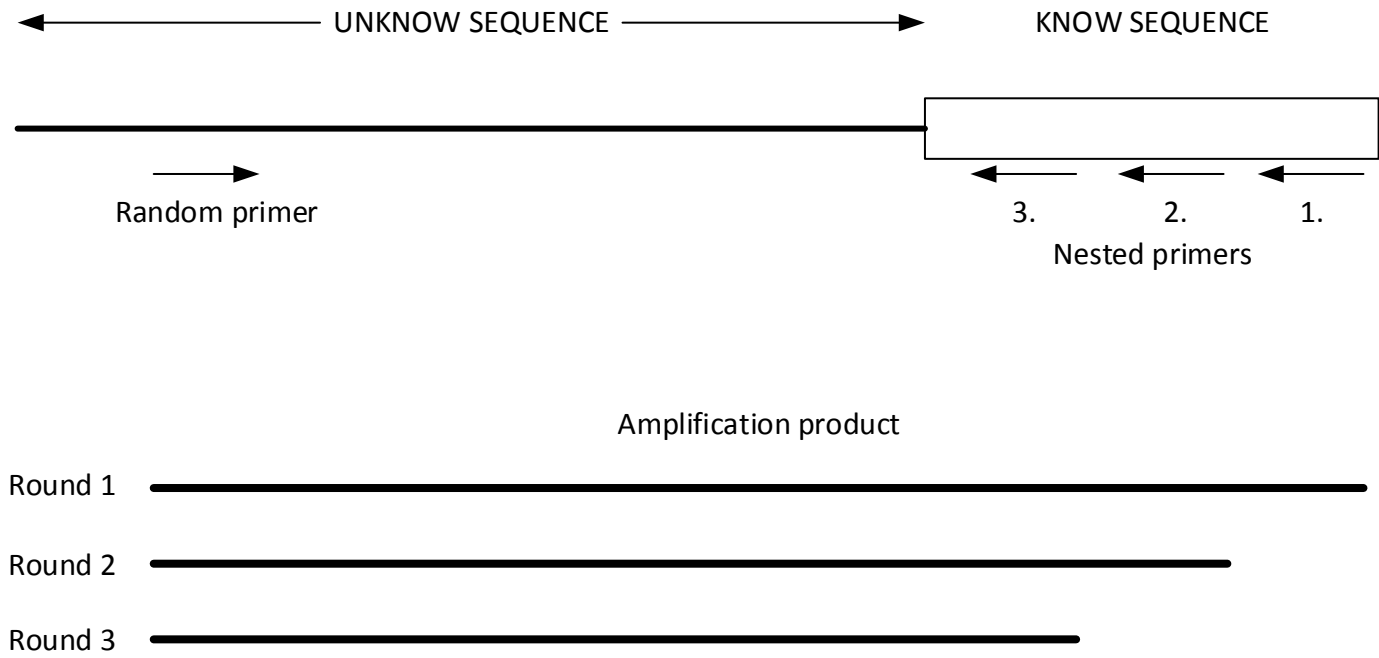 UNKNOW SEQUENCE
KNOW SEQUENCE
Random primer
3.
2.
1.
Nested primers
Amplification product
Round 1
Round 2
Round 3